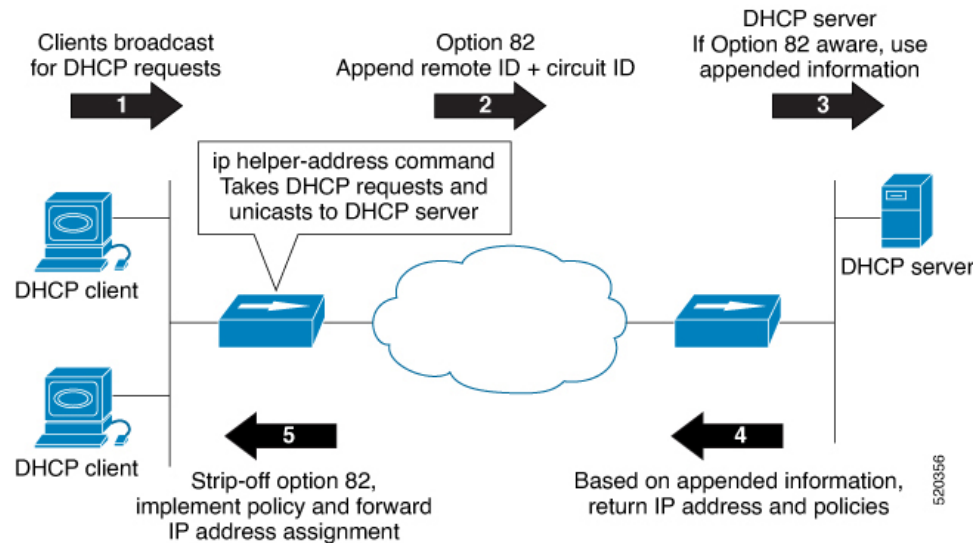 Clients broadcast
for DHCP requests
1
Option 82
Append remote ID + circuit ID
2
DHCP server
If Option 82 aware, use
appended information
3
ip helper-address command
Takes DHCP requests and
unicasts to DHCP server
DHCP client
DHCP server
DHCP client
5
Strip-off option 82,
implement policy and forward
IP address assignment
4
Based on appended information,
return IP address and policies
520356